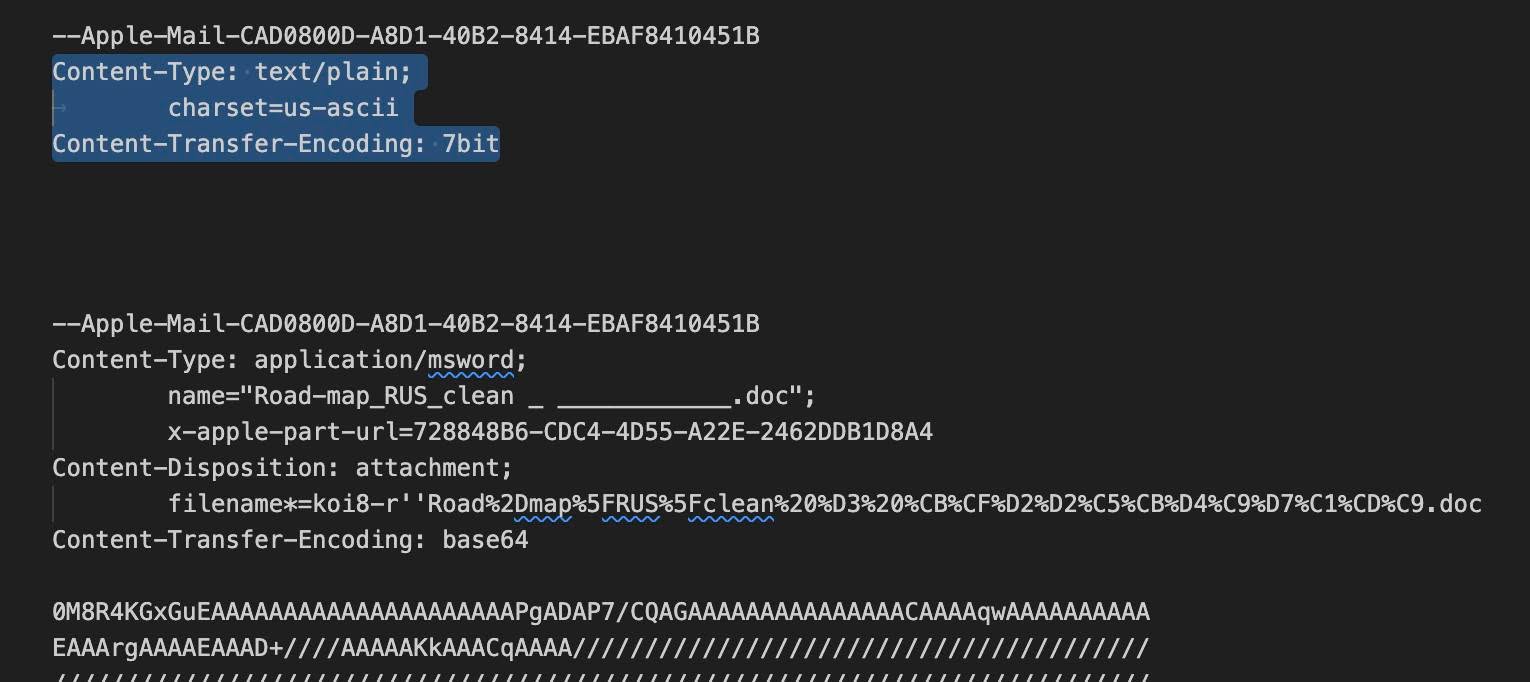 --Apple-Mail-CAD0800D-A8D1-40B2-8414-EBAF8410451B
Content-Type: text/plain;
charset=us-ascii
Content-Transfer-Encoding: 7bit
--Apple-Mail-CAD0800D-A8D1-40B2-8414-EBAF8410451B
Content-Type: application/msword;
name="Road-map_RUS_clean _ ____________.doc";
x-apple-part-url=728848B6-CDC4-4D55-A22E-2462DDB1D8A4
Content-Disposition: attachment;
filename*=koi8-r''Road%2Dmap%5FRUS%5Fclean%20%D3%20%CB%CF%D2%D2%C5%CB%D4%C9%D7%C1%CD%C9.doc
Content-Transfer-Encoding: base64
0M8R4KGxGuEAAAAAAAAAAAAAAAAAAAAAPgADAP7/CQAGAAAAAAAAAAAAAAACAAAAqwAAAAAAAAAA
EAAArgAAAAEAAAD+////AAAAAKkAAACqAAAA////////////////////////////////////////